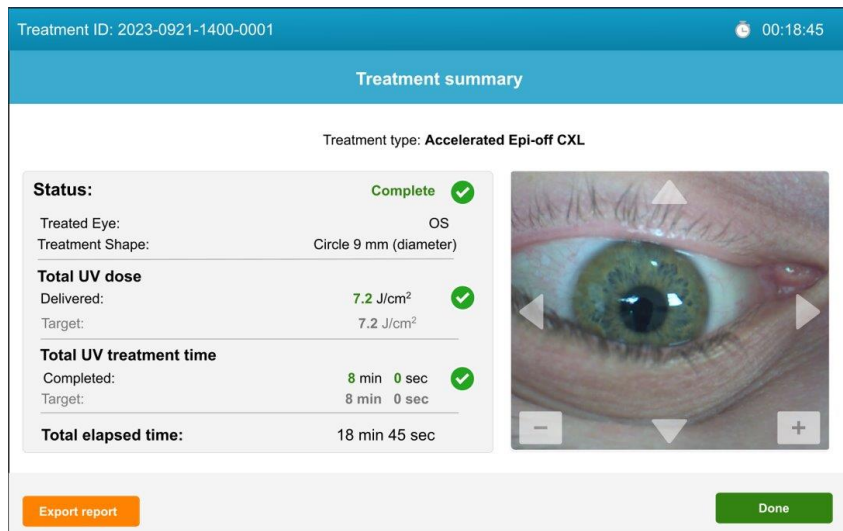 Treatment ID: 2023-0921-1400-0001 00:18:45
Treatment summary
Treatment type: Accelerated Epi-off CXL
Status: Complete
Treated Eye: OS
Treatment Shape: Circle 9 mm (diameter)
Total UV dose
Delivered: 7.2 J/cm²
Target: 7.2 J/cm²
Total UV treatment time
Completed: 8 min 0 sec
Target: 8 min 0 sec
Total elapsed time: 18 min 45 sec
− +
Export report Done